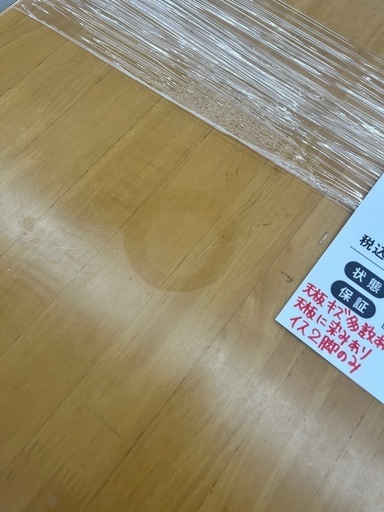 税込
状態
保証
天板キズ多数あ
天板に染みあり
イス2脚のみ